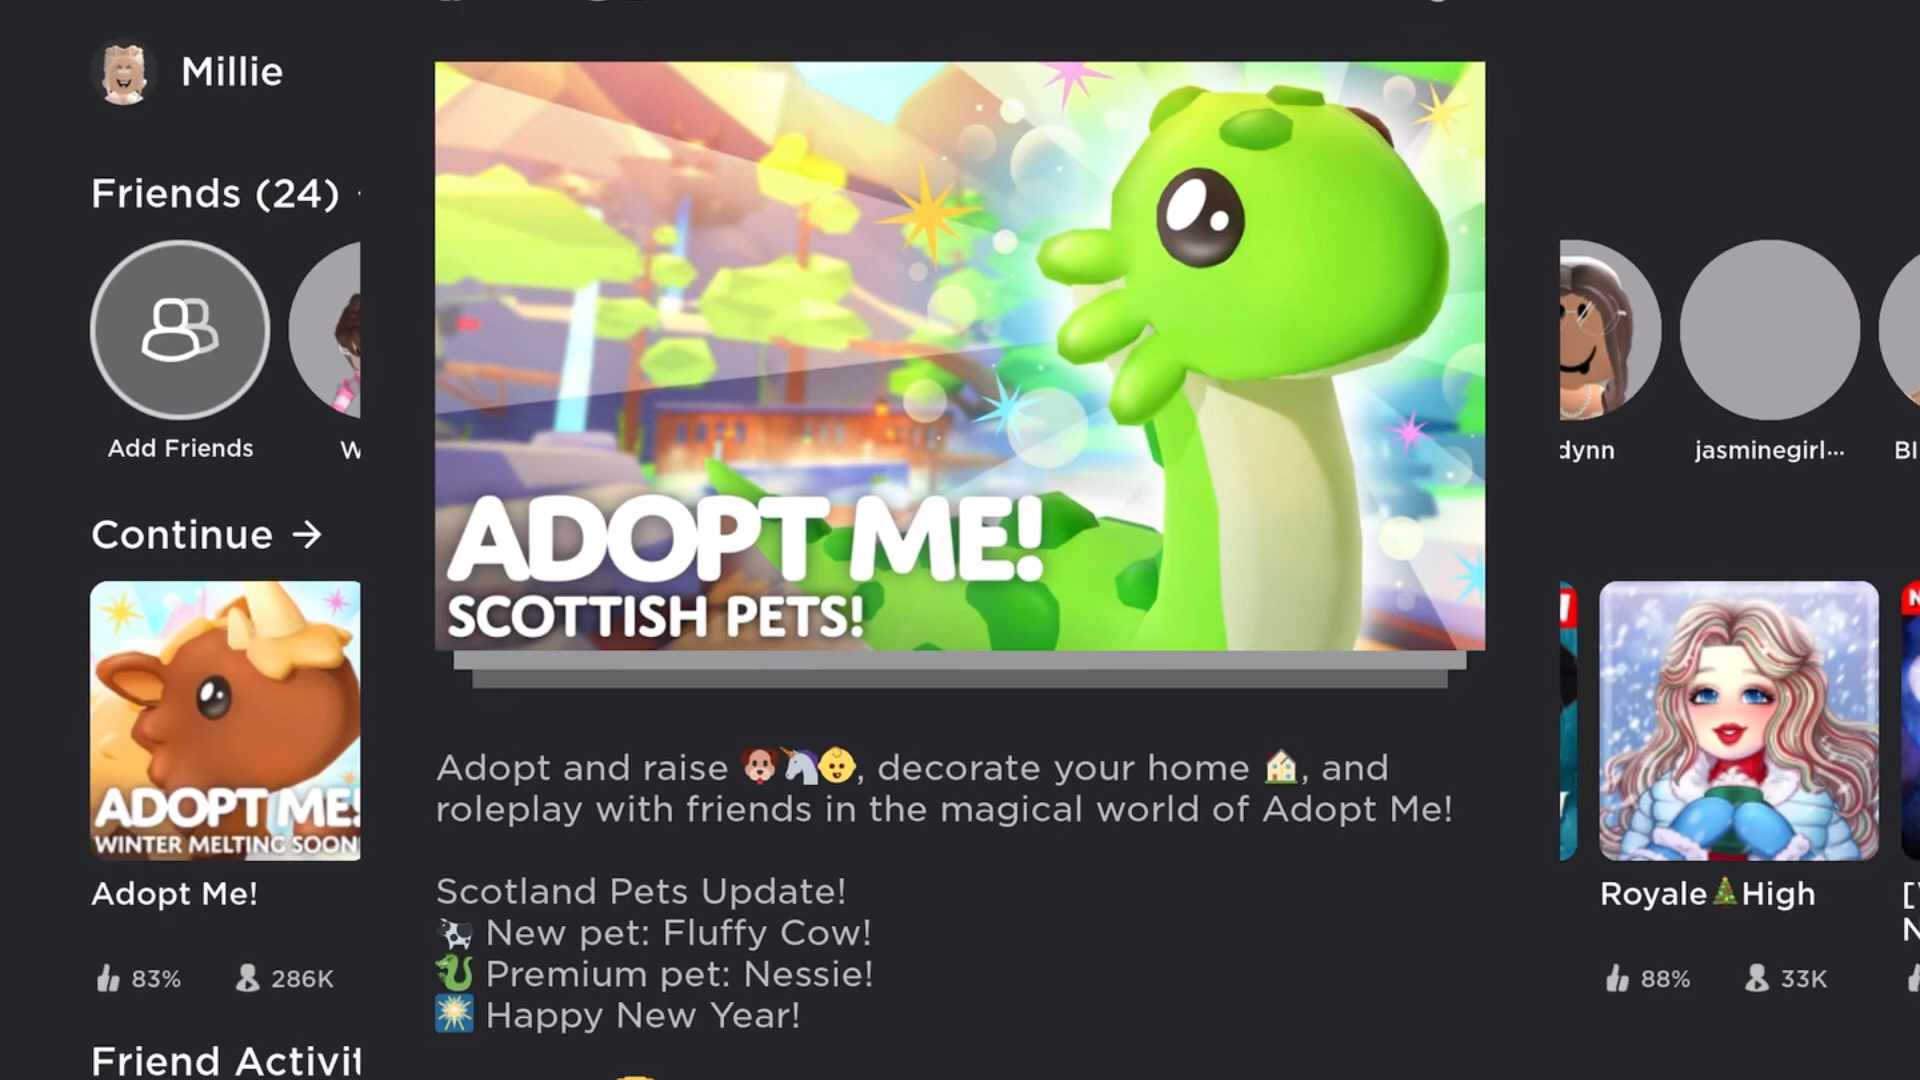 Millie
Friends (24)
Add Friends
W
dynn
jasminegirl...
Bl
Continue →
ADOPT ME!
SCOTTISH PETS!
ADOPT ME!
WINTER MELTING SOON
Adopt Me!
83% 286K
Adopt and raise 🐶🦄👶, decorate your home 🏠, and
roleplay with friends in the magical world of Adopt Me!
Scotland Pets Update!
🐄 New pet: Fluffy Cow!
🐉 Premium pet: Nessie!
🎇 Happy New Year!
Royale🎄High
88% 33K
Friend Activit